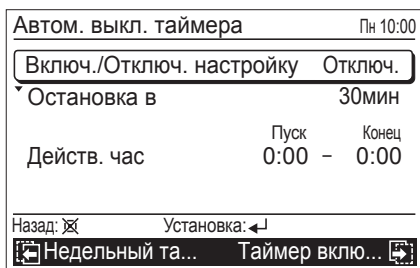 Автом. выкл. таймера Пн 10:00
Включ./Отключ. настройку Отключ.
Остановка в 30мин
Пуск Конец
Действ. час 0:00 – 0:00
Назад: Установка:
Недельный та... Таймер вклю...